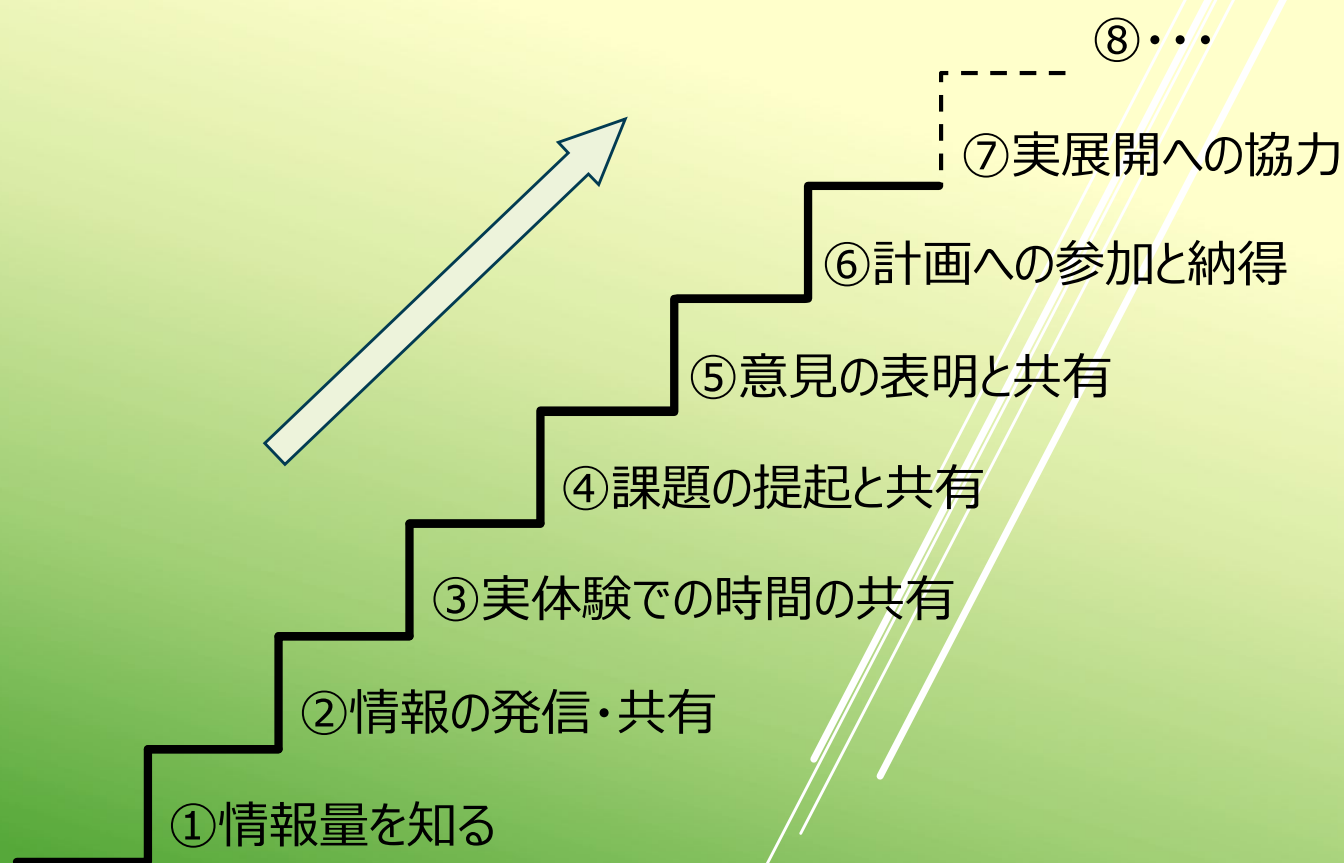 ⑧・・・
⑦実展開への協力
⑥計画への参加と納得
⑤意見の表明と共有
④課題の提起と共有
③実体験での時間の共有
②情報の発信・共有
①情報量を知る